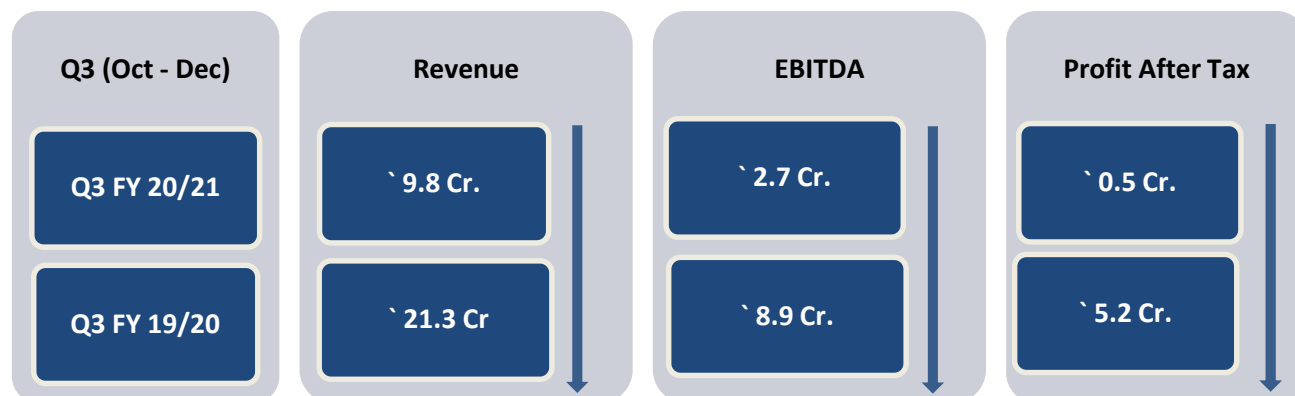 Q3 (Oct - Dec)
Revenue
EBITDA
Profit After Tax
Q3 FY 20/21
` 9.8 Cr.
` 2.7 Cr.
` 0.5 Cr.
Q3 FY 19/20
` 21.3 Cr
` 8.9 Cr.
` 5.2 Cr.